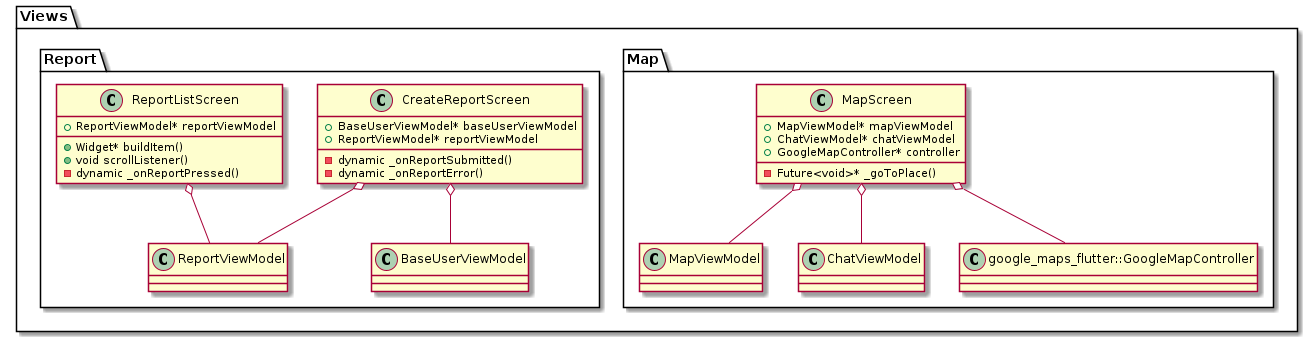 Views
Report
C ReportListScreen
ReportViewModel* reportViewModel
Widget* buildItem()
void scrollListener()
dynamic _onReportPressed()
C CreateReportScreen
BaseUserViewModel* baseUserViewModel
ReportViewModel* reportViewModel
dynamic _onReportSubmitted()
dynamic _onReportError()
C ReportViewModel
C BaseUserViewModel
Map
C MapScreen
MapViewModel* mapViewModel
ChatViewModel* chatViewModel
GoogleMapController* controller
Future<void>* _goToPlace()
C MapViewModel
C ChatViewModel
C google_maps_flutter::GoogleMapController